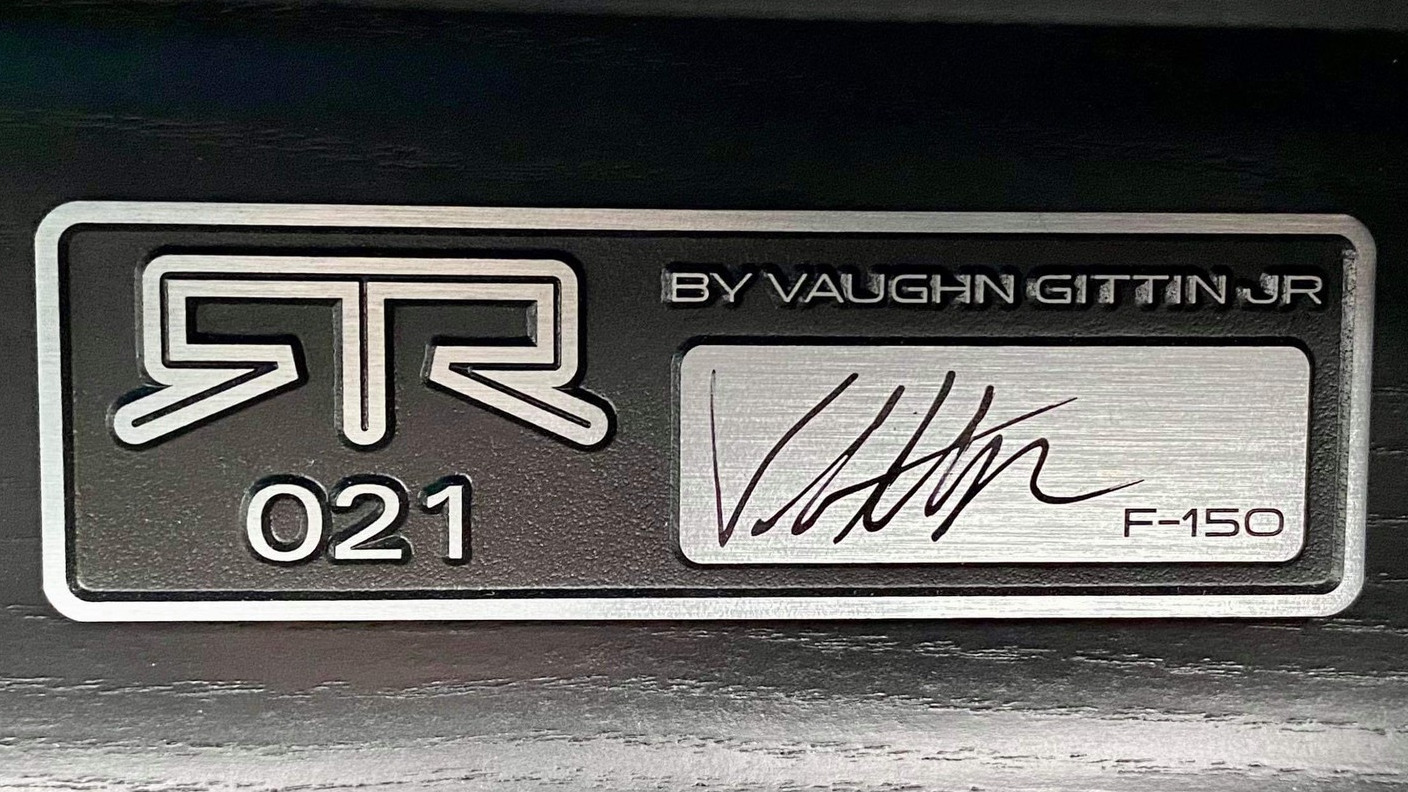 RTR
021
BY VAUGHN GITTIN JR
F-150